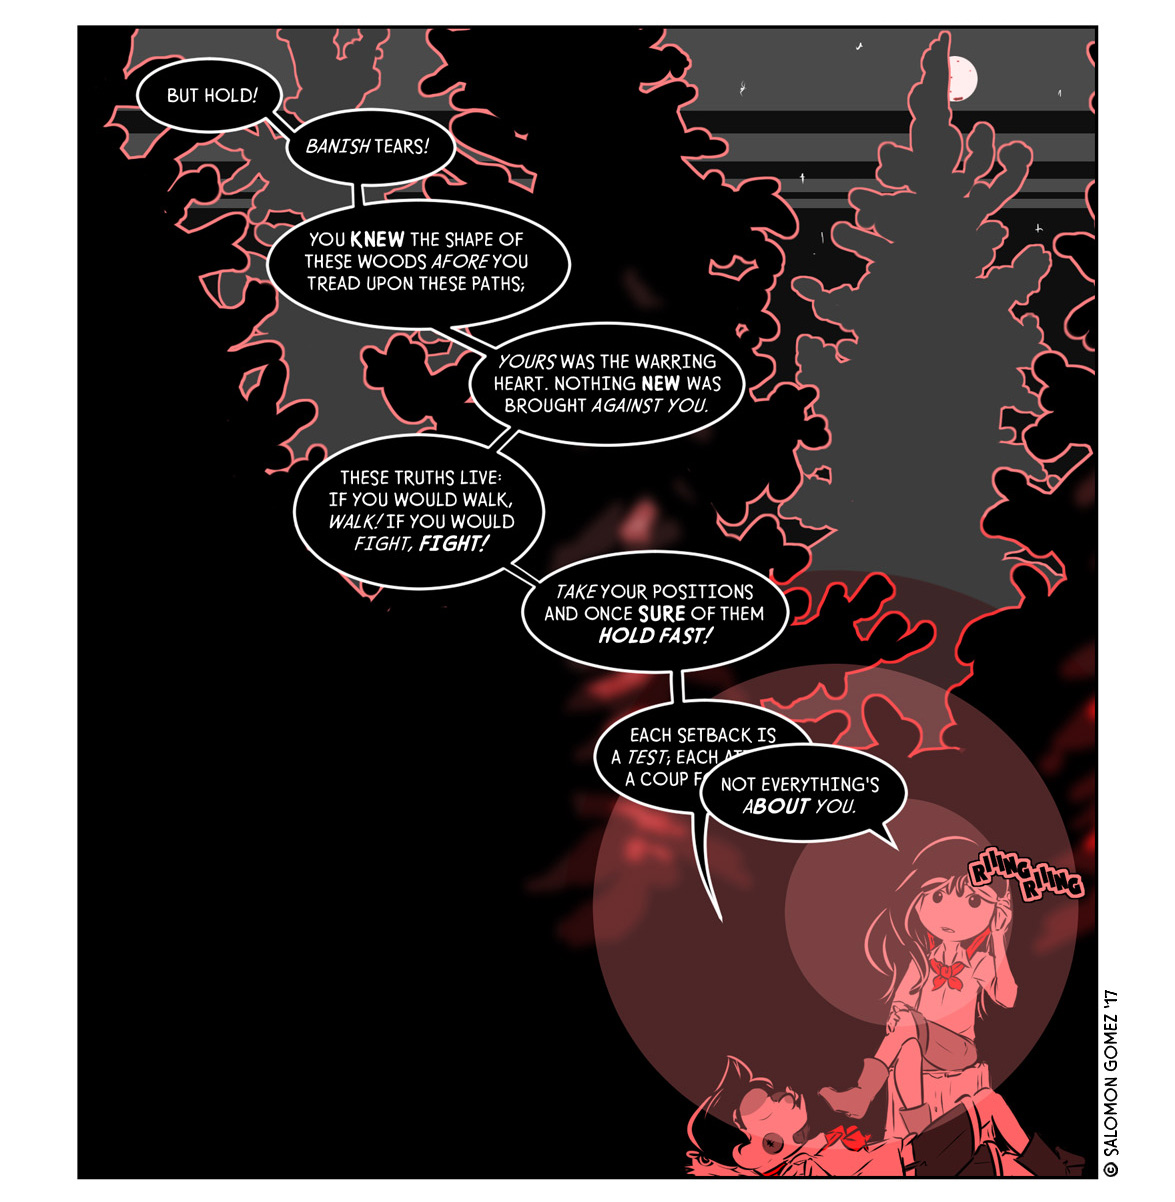 BUT HOLD!
BANISH TEARS!
YOU KNEW THE SHAPE OF
THESE WOODS AFORE YOU
TREAD UPON THESE PATHS;
YOURS WAS THE WARRING
HEART. NOTHING NEW WAS
BROUGHT AGAINST YOU.
THESE TRUTHS LIVE:
IF YOU WOULD WALK,
WALK! IF YOU WOULD
FIGHT, FIGHT!
TAKE YOUR POSITIONS
AND ONCE SURE OF THEM
HOLD FAST!
EACH SETBACK IS
A TEST; EACH
A COUP
NOT EVERYTHING'S
ABOUT YOU.
RIIING
RIIING
© SALOMON GOMEZ '17